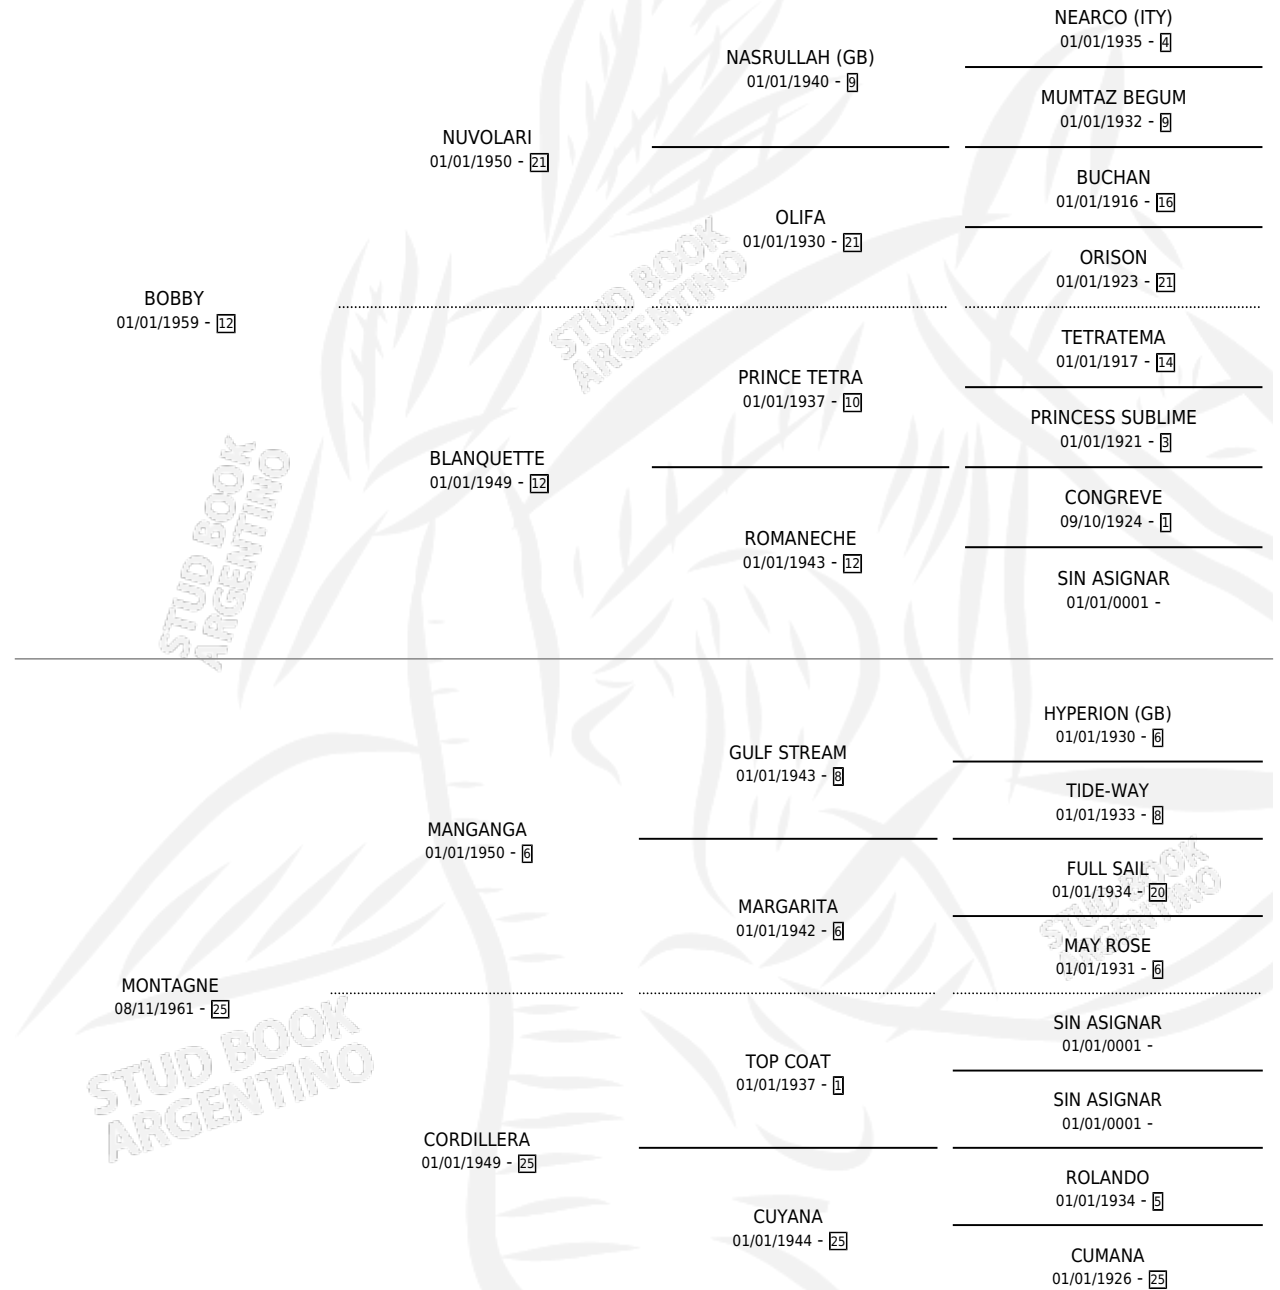 NEARCO (ITY)
01/01/1935 - 4
NASRULLAH (GB)
01/01/1940 - 9
MUMTAZ BEGUM
01/01/1932 - 9
NUVOLARI
01/01/1950 - 21
BUCHAN
01/01/1916 - 16
OLIFA
01/01/1930 - 21
ORISON
01/01/1923 - 21
BOBBY
01/01/1959 - 12
STUD BOOK
ARGENTINO
TETRATEMA
01/01/1917 - 14
PRINCE TETRA
01/01/1937 - 10
PRINCESS SUBLIME
01/01/1921 - 3
BLANQUETTE
01/01/1949 - 12
CONGREVE
09/10/1924 - 1
ROMANECHE
01/01/1943 - 12
SIN ASIGNAR
01/01/0001 -
STUD BOOK
ARGENTINO
HYPERION (GB)
01/01/1930 - 6
GULF STREAM
01/01/1943 - 8
TIDE-WAY
01/01/1933 - 8
MANGANGA
01/01/1950 - 6
FULL SAIL
01/01/1934 - 20
MARGARITA
01/01/1942 - 6
STUD BOOK
ARGENTINO
MAY ROSE
01/01/1931 - 6
MONTAGNE
08/11/1961 - 25
SIN ASIGNAR
01/01/0001 -
TOP COAT
01/01/1937 - 1
SIN ASIGNAR
01/01/0001 -
STUD BOOK
ARGENTINO
CORDILLERA
01/01/1949 - 25
ROLANDO
01/01/1934 - 5
CUYANA
01/01/1944 - 25
CUMANA
01/01/1926 - 25